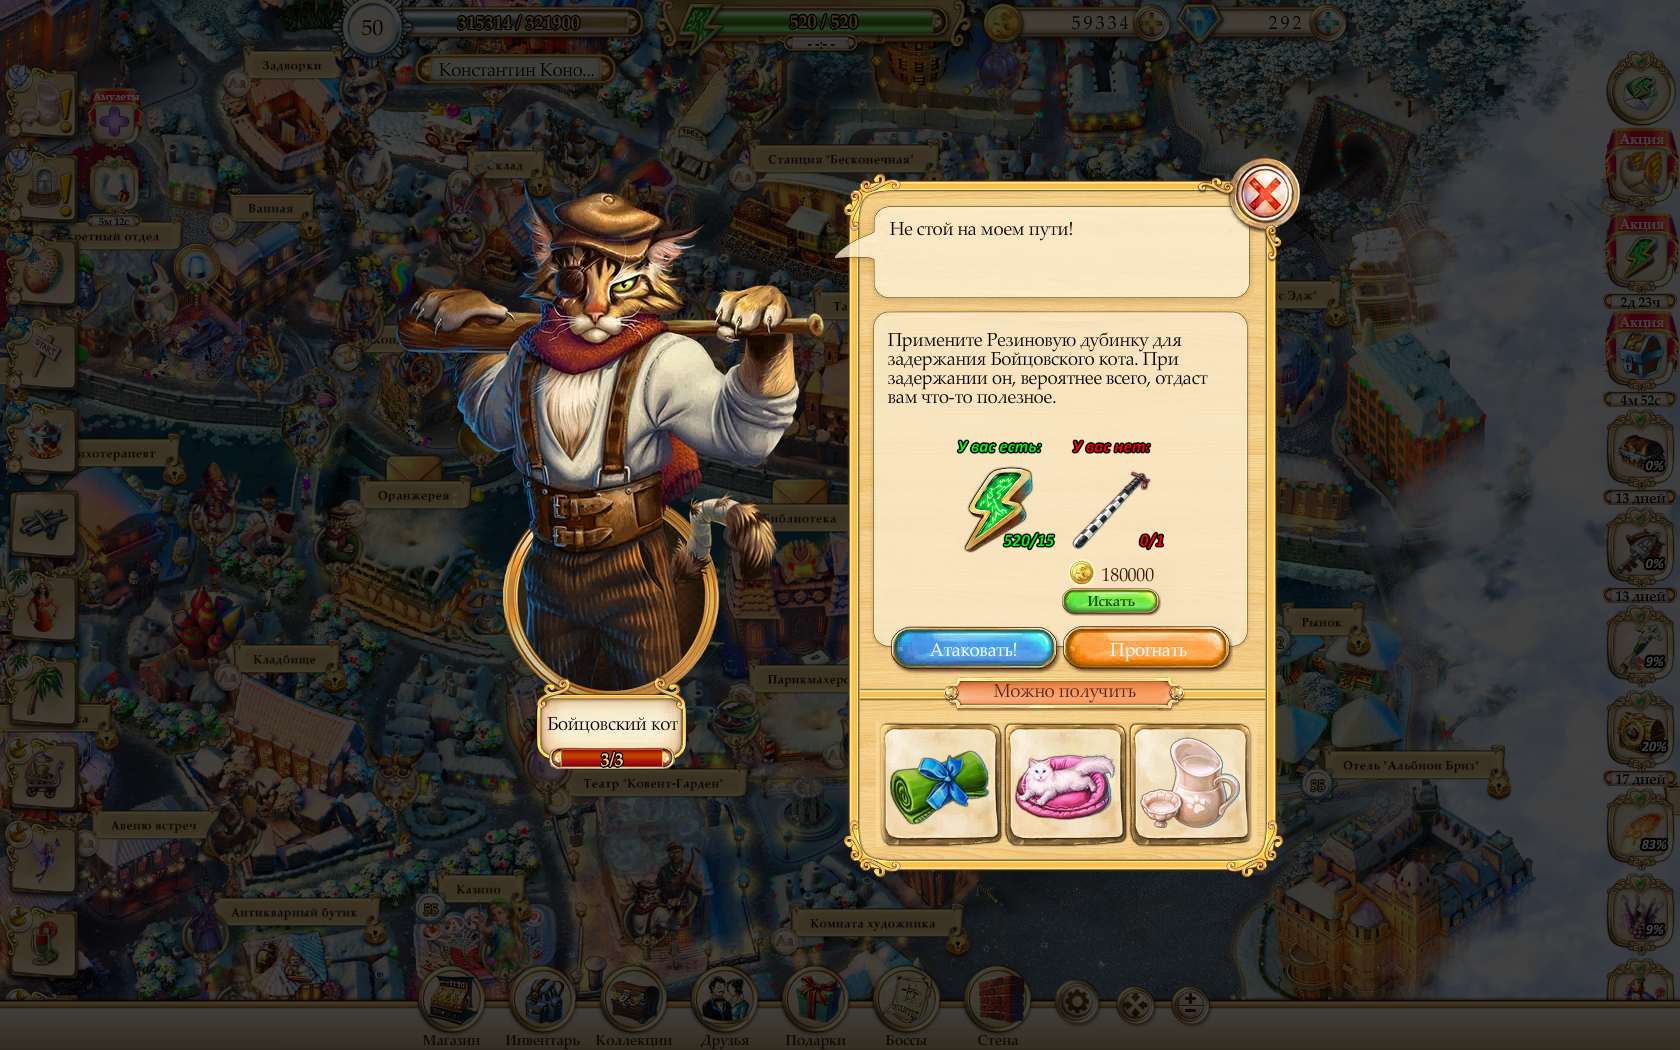 50
315314 / 321900
520 / 520
--:--
59334
292
Константин Коно...
Задворки
Амулеты
Склад
Станция "Бесконечная"
Акция
Ванная
5м 12с
Акция
2д 23ч
Акция
4м 52с
Не стой на моем пути!
Примените Резиновую дубинку для
задержания Бойцовского кота. При
задержании он, вероятнее всего, отдаст
вам что-то полезное.
У вас есть:
У вас нет:
520/15
0/1
180000
Искать
Атаковать!
Прогнать
Можно получить
Бойцовский кот
3/3
Оранжерея
Библиотека
0%
13 дней
0%
13 дней
Рынок
9%
Кладбище
Парикмахерс
20%
17 дней
Отель "Альбион Бриз"
55
Театр "Ковент-Гарден"
Авеню встреч
83%
Казино
55
Антикварный бутик
Комната художника
9%
Магазин
Инвентарь
Коллекции
Друзья
Подарки
Боссы
Стена